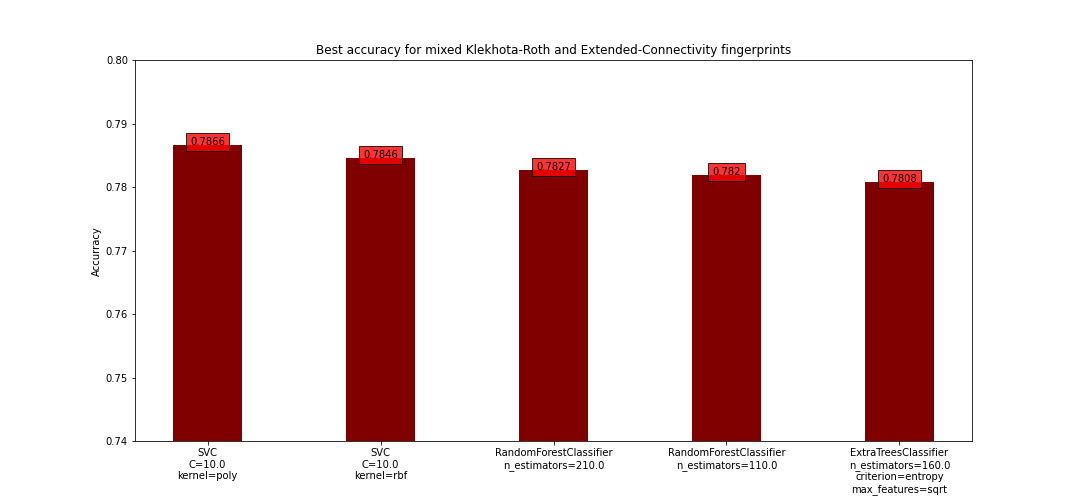 Best accuracy for mixed Klekhota-Roth and Extended-Connectivity fingerprints
0.80
0.79
0.78
0.77
0.76
0.75
0.74
Accurracy
0.7866
0.7846
0.7827
0.782
0.7808
SVC
C=10.0
kernel=poly
SVC
C=10.0
kernel=rbf
RandomForestClassifier
n_estimators=210.0
RandomForestClassifier
n_estimators=110.0
ExtraTreesClassifier
n_estimators=160.0
criterion=entropy
max_features=sqrt